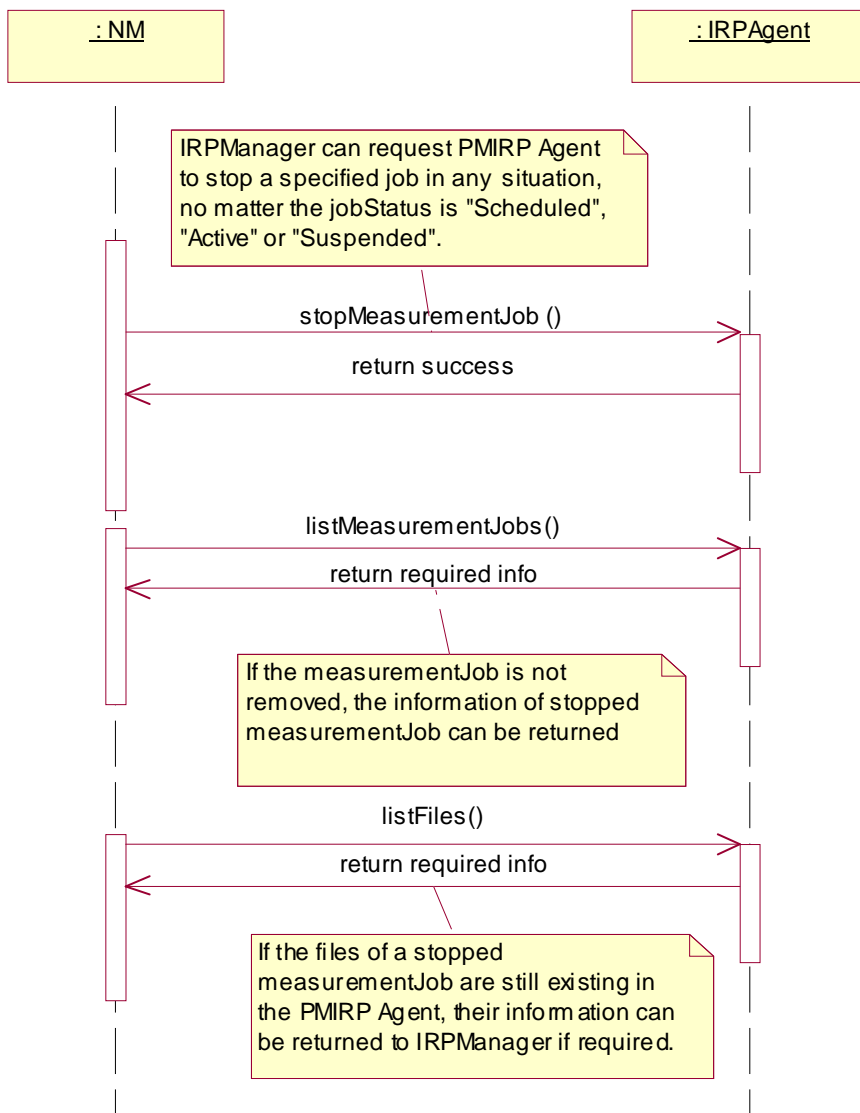 : NM
: IRPAgent
IRPManager can request PMIRP Agent
to stop a specified job in any situation,
no matter the jobStatus is "Scheduled",
"Active" or "Suspended".
stopMeasurementJob ()
return success
listMeasurementJobs()
return required info
If the measurementJob is not
removed, the information of stopped
measurementJob can be returned
listFiles()
return required info
If the files of a stopped
measurementJob are still existing in
the PMIRP Agent, their information can
be returned to IRPManager if required.